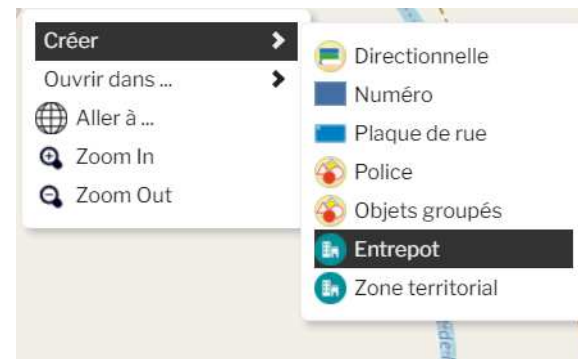 Créer
Ouvrir dans ...
Aller à ...
Zoom In
Zoom Out
Directionnelle
Numéro
Plaque de rue
Police
Objets groupés
Entrepot
Zone territorial